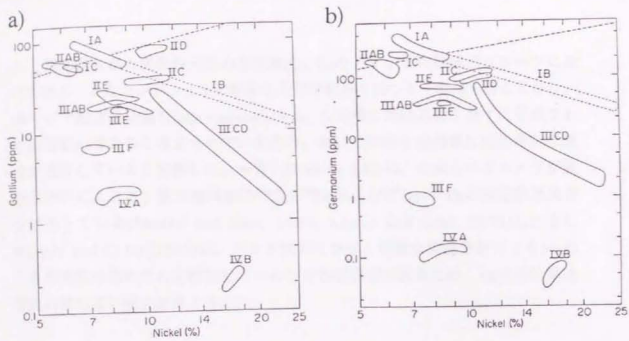 a)
100
10
1
0.1
Gallium (ppm)
IA
IIAB
IC
IID
IIE
IIC
IIIAB
IIIE
IB
IIICD
IIIF
IVA
IVB
5
7
10
15
20
25
Nickel (%)
b)
1000
100
10
1
0.1
Germonium (ppm)
IA
IIAB
IC
IIE
IIC
IID
IIIAB
IIIE
IB
IIICD
IIIF
IVA
IVB
5
7
10
15
20
25
Nickel (%)